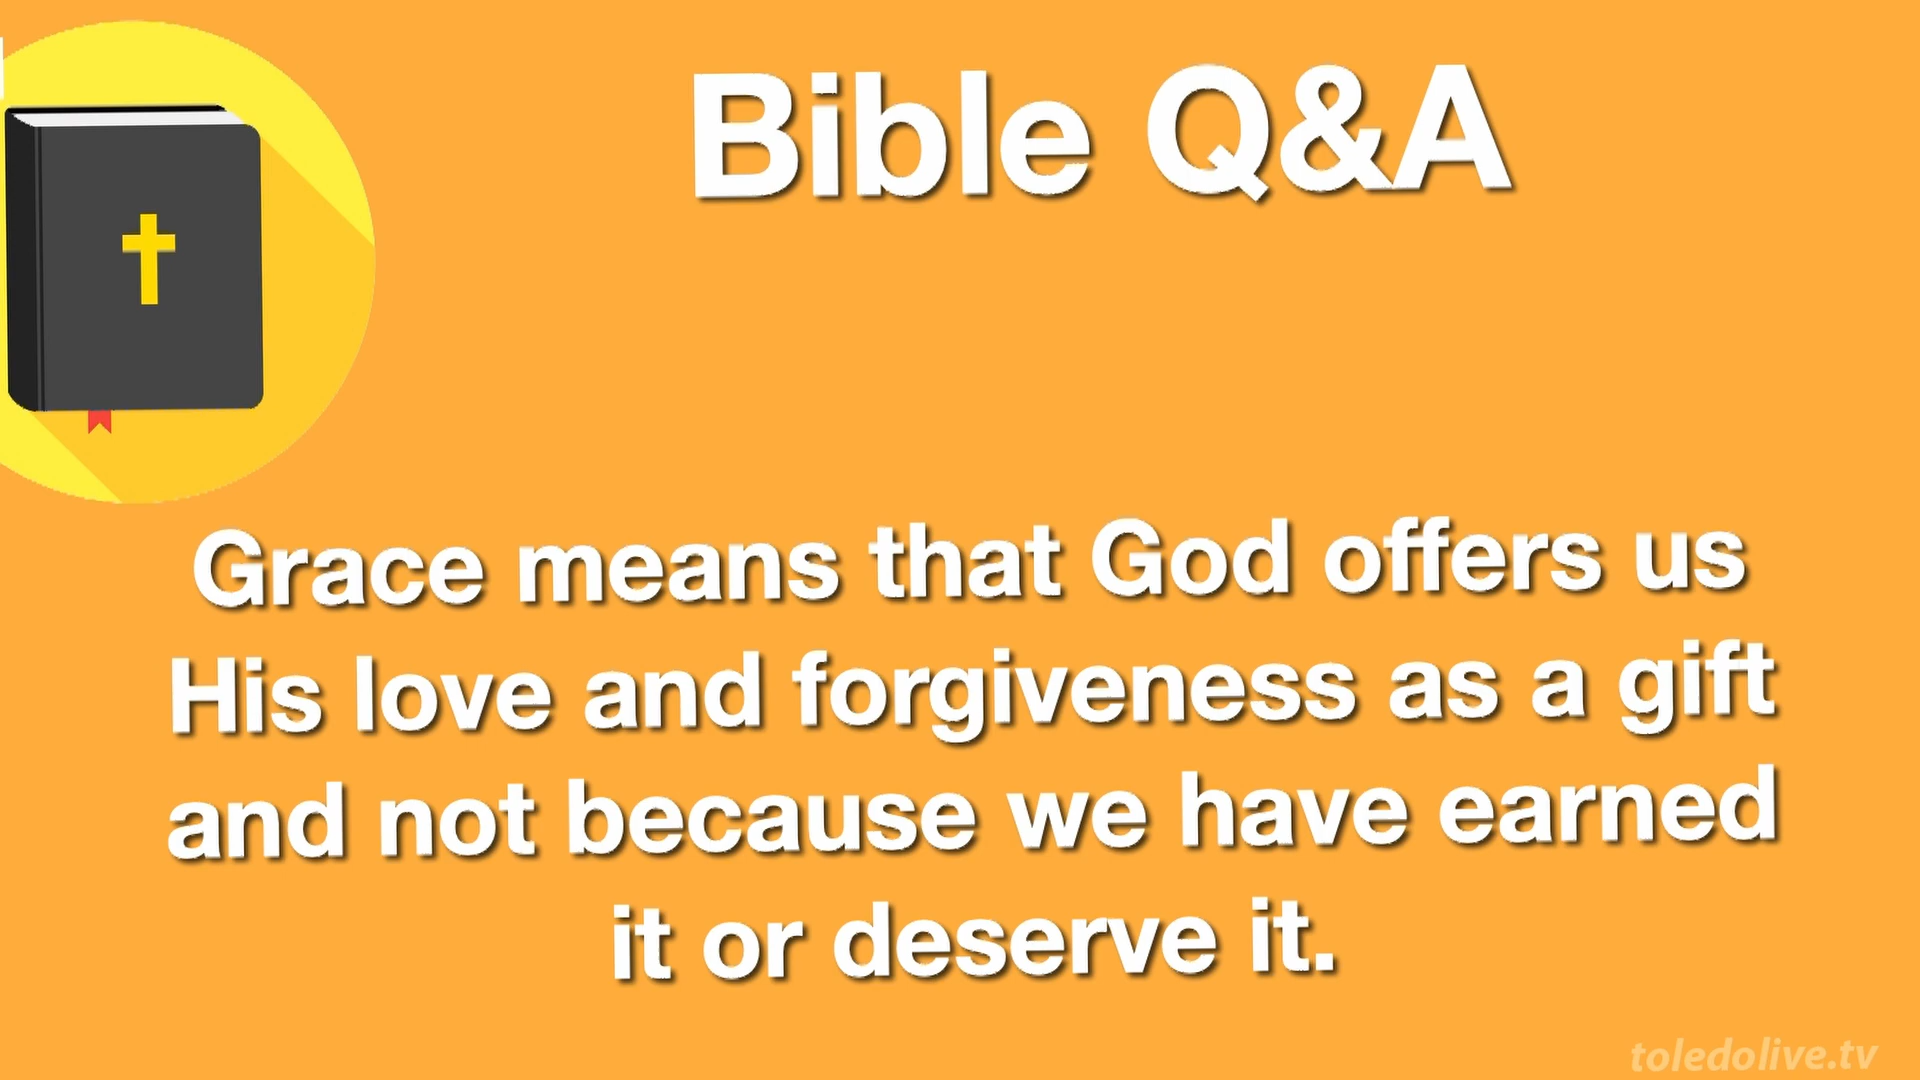 Bible Q&A
Grace means that God offers us
His love and forgiveness as a gift
and not because we have earned
it or deserve it.
toledolive.tv